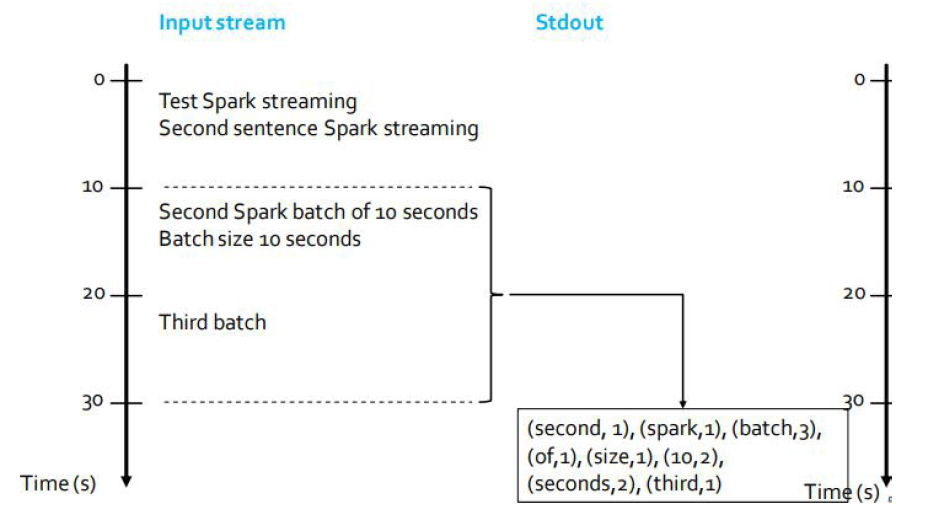 Input stream
Stdout
0
0
Test Spark streaming
Second sentence Spark streaming
10
10
Second Spark batch of 10 seconds
Batch size 10 seconds
20
20
Third batch
30
30
(second, 1), (spark,1), (batch,3),
(of,1), (size,1), (10,2),
(seconds,2), (third,1)
Time (s)
Time (s)